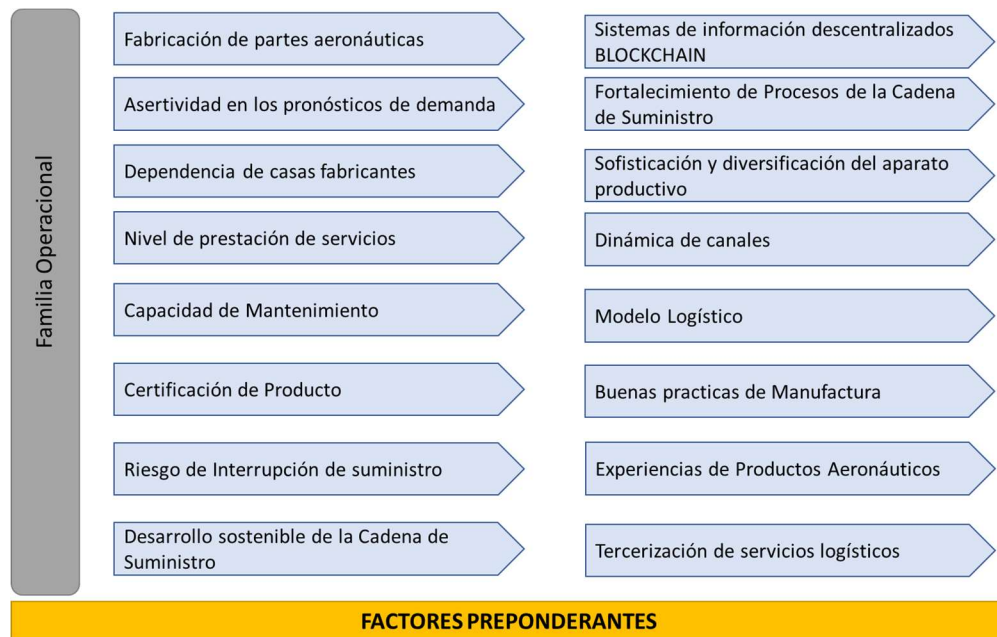 Familia Operacional
Fabricación de partes aeronáuticas
Asertividad en los pronósticos de demanda
Dependencia de casas fabricantes
Nivel de prestación de servicios
Capacidad de Mantenimiento
Certificación de Producto
Riesgo de Interrupción de suministro
Desarrollo sostenible de la Cadena de
Suministro
Sistemas de información descentralizados
BLOCKCHAIN
Fortalecimiento de Procesos de la Cadena
de Suministro
Sofisticación y diversificación del aparato
productivo
Dinámica de canales
Modelo Logístico
Buenas practicas de Manufactura
Experiencias de Productos Aeronáuticos
Tercerización de servicios logísticos
FACTORES PREPONDERANTES